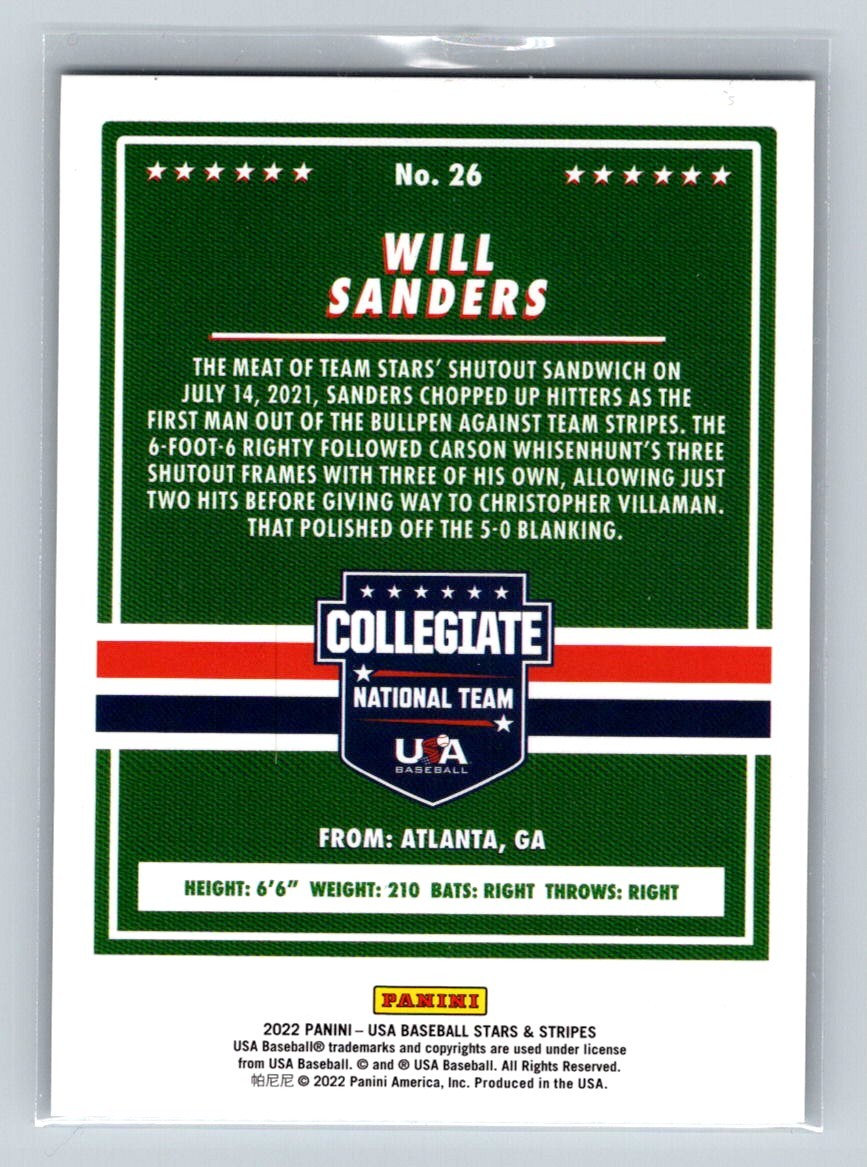 ★★★★★★ No. 26 ★★★★★★
WILL
SANDERS
THE MEAT OF TEAM STARS' SHUTOUT SANDWICH ON
JULY 14, 2021, SANDERS CHOPPED UP HITTERS AS THE
FIRST MAN OUT OF THE BULLPEN AGAINST TEAM STRIPES. THE
6-FOOT-6 RIGHTY FOLLOWED CARSON WHISENHUNT'S THREE
SHUTOUT FRAMES WITH THREE OF HIS OWN, ALLOWING JUST
TWO HITS BEFORE GIVING WAY TO CHRISTOPHER VILLAMAN.
THAT POLISHED OFF THE 5-0 BLANKING.
COLLEGIATE
NATIONAL TEAM
USA
BASEBALL
FROM: ATLANTA, GA
HEIGHT: 6'6" WEIGHT: 210 BATS: RIGHT THROWS: RIGHT
PANINI
2022 PANINI – USA BASEBALL STARS & STRIPES
USA Baseball® trademarks and copyrights are used under license
from USA Baseball. © and ® USA Baseball. All Rights Reserved.
帕尼尼 © 2022 Panini America, Inc. Produced in the USA.